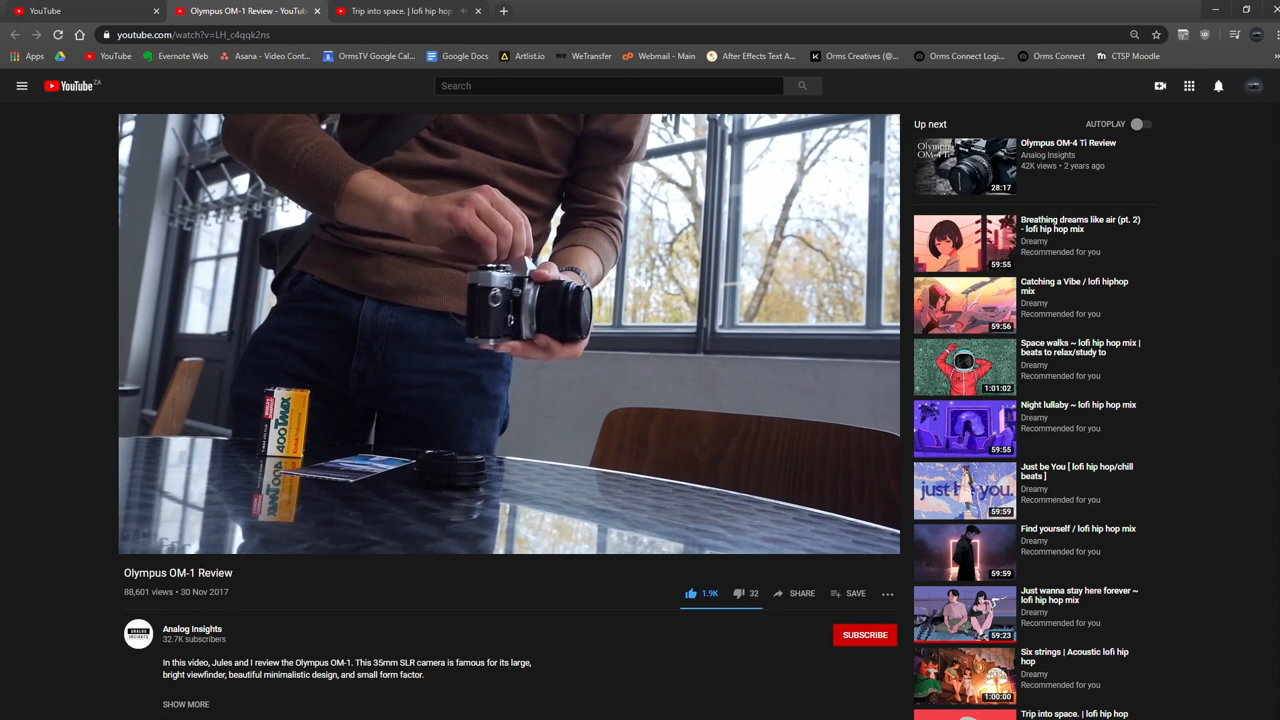 YouTube
Olympus OM-1 Review - YouTub
Trip into space. | lofi hip hop
youtube.com/watch?v=LH_c4qqk2ns
Apps
YouTube
Evernote Web
Asana - Video Cont...
OrmsTV Google Cal...
Google Docs
Artlist.io
WeTransfer
Webmail - Main
After Effects Text A...
Orms Creatives (@...
Orms Connect Logi...
Orms Connect
CTSP Moodle
YouTube ZA
Search
400TMAX
Kodak
Olympus OM-1 Review
88,601 views • 30 Nov 2017
1.9K
32
SHARE
SAVE
ANALOG
INSIGHTS
Analog Insights
32.7K subscribers
SUBSCRIBE
In this video, Jules and I review the Olympus OM-1. This 35mm SLR camera is famous for its large,
bright viewfinder, beautiful minimalistic design, and small form factor.
SHOW MORE
Up next
AUTOPLAY
Olympus
OM-4 Ti
28:17
Olympus OM-4 Ti Review
Analog Insights
42K views • 2 years ago
59:55
Breathing dreams like air (pt. 2)
- lofi hip hop mix
Dreamy
Recommended for you
59:56
Catching a Vibe / lofi hiphop
mix
Dreamy
Recommended for you
1:01:02
Space walks ~ lofi hip hop mix |
beats to relax/study to
Dreamy
Recommended for you
59:55
Night lullaby ~ lofi hip hop mix
Dreamy
Recommended for you
just be you.
59:59
Just be You [ lofi hip hop/chill
beats ]
Dreamy
Recommended for you
59:59
Find yourself / lofi hip hop mix
Dreamy
Recommended for you
59:23
Just wanna stay here forever ~
lofi hip hop mix
Dreamy
Recommended for you
1:00:00
Six strings | Acoustic lofi hip
hop
Dreamy
Recommended for you
Trip into space. | lofi hip hop